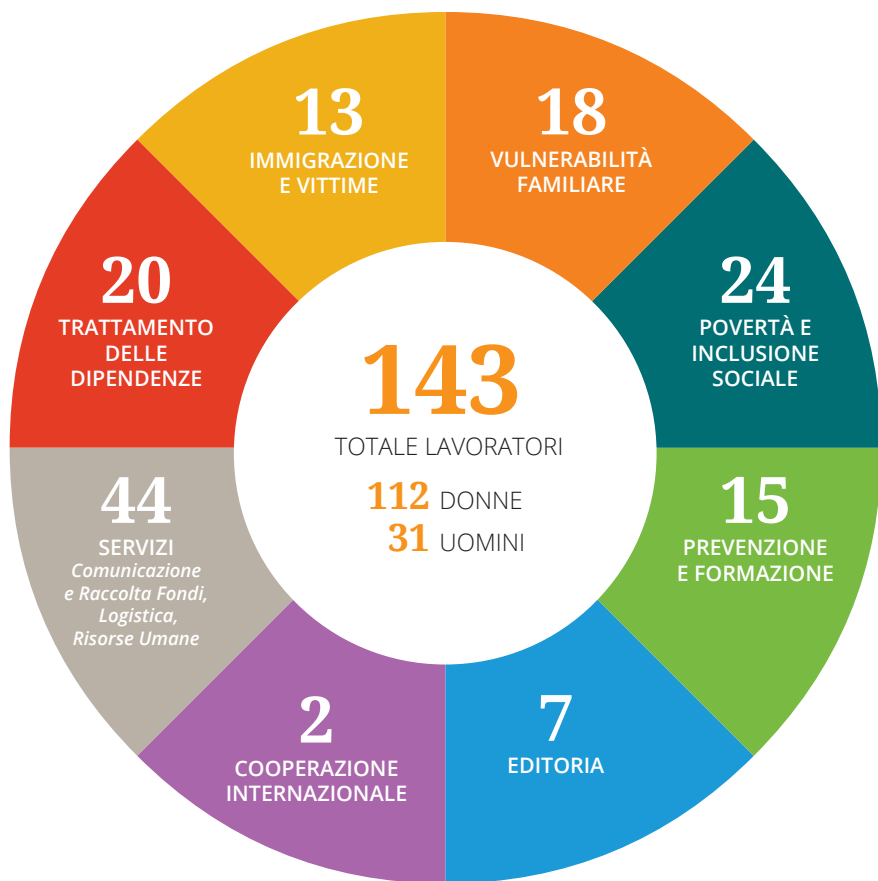 13
IMMIGRAZIONE
E VITTIME
18
VULNERABILITÀ
FAMILIARE
20
TRATTAMENTO
DELLE
DIPENDENZE
24
POVERTÀ E
INCLUSIONE
SOCIALE
143
TOTALE LAVORATORI
112 DONNE
31 UOMINI
44
SERVIZI
Comunicazione
e Raccolta Fondi,
Logistica,
Risorse Umane
15
PREVENZIONE
E FORMAZIONE
2
COOPERAZIONE
INTERNAZIONALE
7
EDITORIA